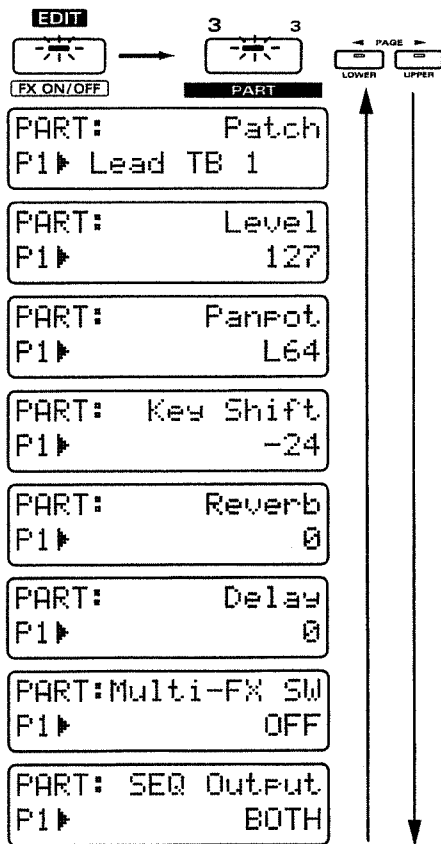 EDIT
3 3
◄ PAGE ►
FX ON/OFF
PART
LOWER UPPER
PART: Patch
P1▶ Lead TB 1
PART: Level
P1▶ 127
PART: Panpot
P1▶ L64
PART: Key Shift
P1▶ -24
PART: Reverb
P1▶ 0
PART: Delay
P1▶ 0
PART:Multi-FX SW
P1▶ OFF
PART: SEQ Output
P1▶ BOTH